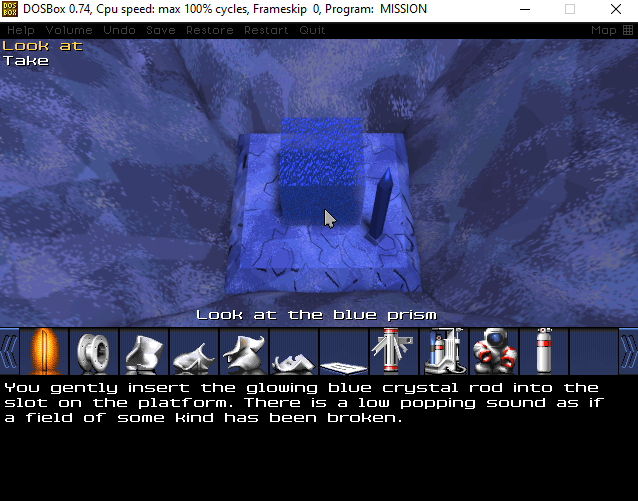 DOS
BOX
DOSBox 0.74, Cpu speed: max 100% cycles, Frameskip 0, Program: MISSION
Help Volume Undo Save Restore Restart Quit Map
Look at
Take
Look at the blue prism
You gently insert the glowing blue crystal rod into the
slot on the platform. There is a low popping sound as if
a field of some kind has been broken.